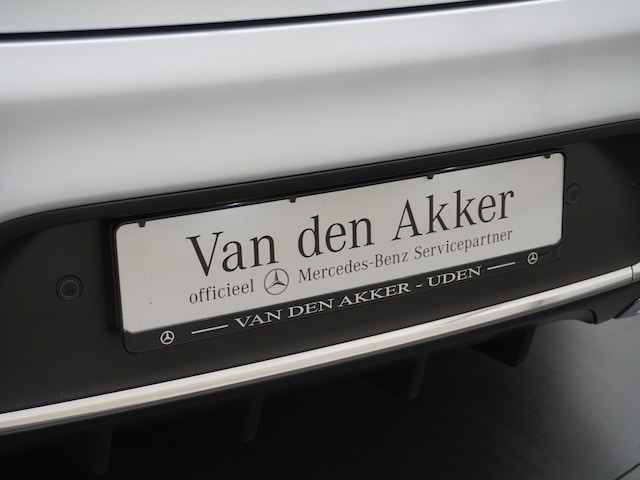 Van den Akker
officieel Mercedes-Benz Servicepartner
VAN DEN AKKER - UDEN